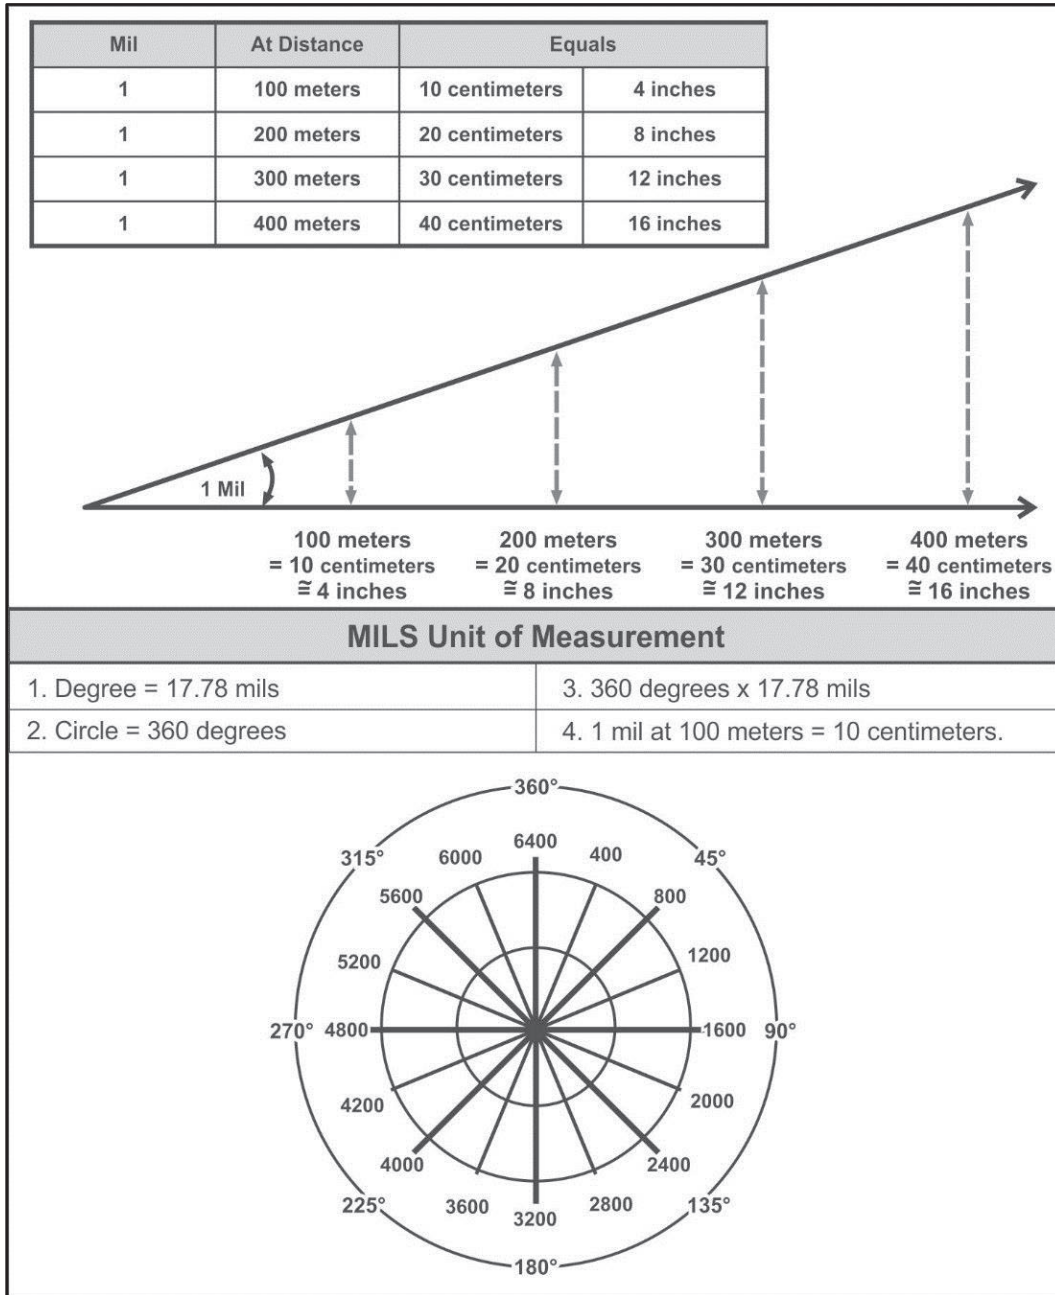 Mil At Distance Equals
1 100 meters 10 centimeters 4 inches
1 200 meters 20 centimeters 8 inches
1 300 meters 30 centimeters 12 inches
1 400 meters 40 centimeters 16 inches
1 Mil
100 meters 200 meters 300 meters 400 meters
= 10 centimeters = 20 centimeters = 30 centimeters = 40 centimeters
≅ 4 inches ≅ 8 inches ≅ 12 inches ≅ 16 inches
MILS Unit of Measurement
1. Degree = 17.78 mils 3. 360 degrees x 17.78 mils
2. Circle = 360 degrees 4. 1 mil at 100 meters = 10 centimeters.
360°
6400
315° 6000 400 45°
5600 800
5200 1200
270° 4800 1600 90°
4200 2000
4000 2400
225° 3600 2800 135°
3200
180°